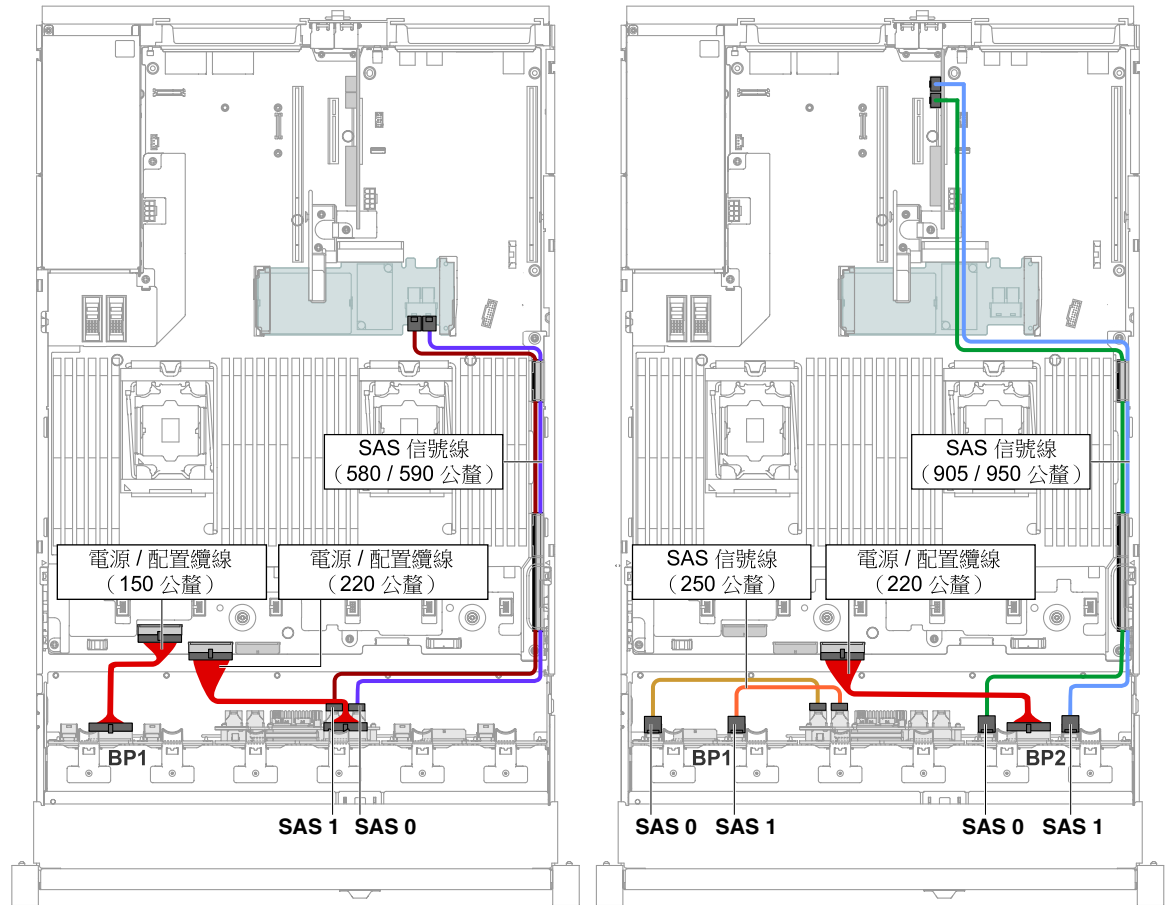 SAS 信號線
（580 / 590 公釐）
電源 / 配置纜線
（150 公釐）
電源 / 配置纜線
（220 公釐）
BP1
SAS 1
SAS 0
SAS 信號線
（905 / 950 公釐）
SAS 信號線
（250 公釐）
電源 / 配置纜線
（220 公釐）
BP1
BP2
SAS 0
SAS 1
SAS 0
SAS 1